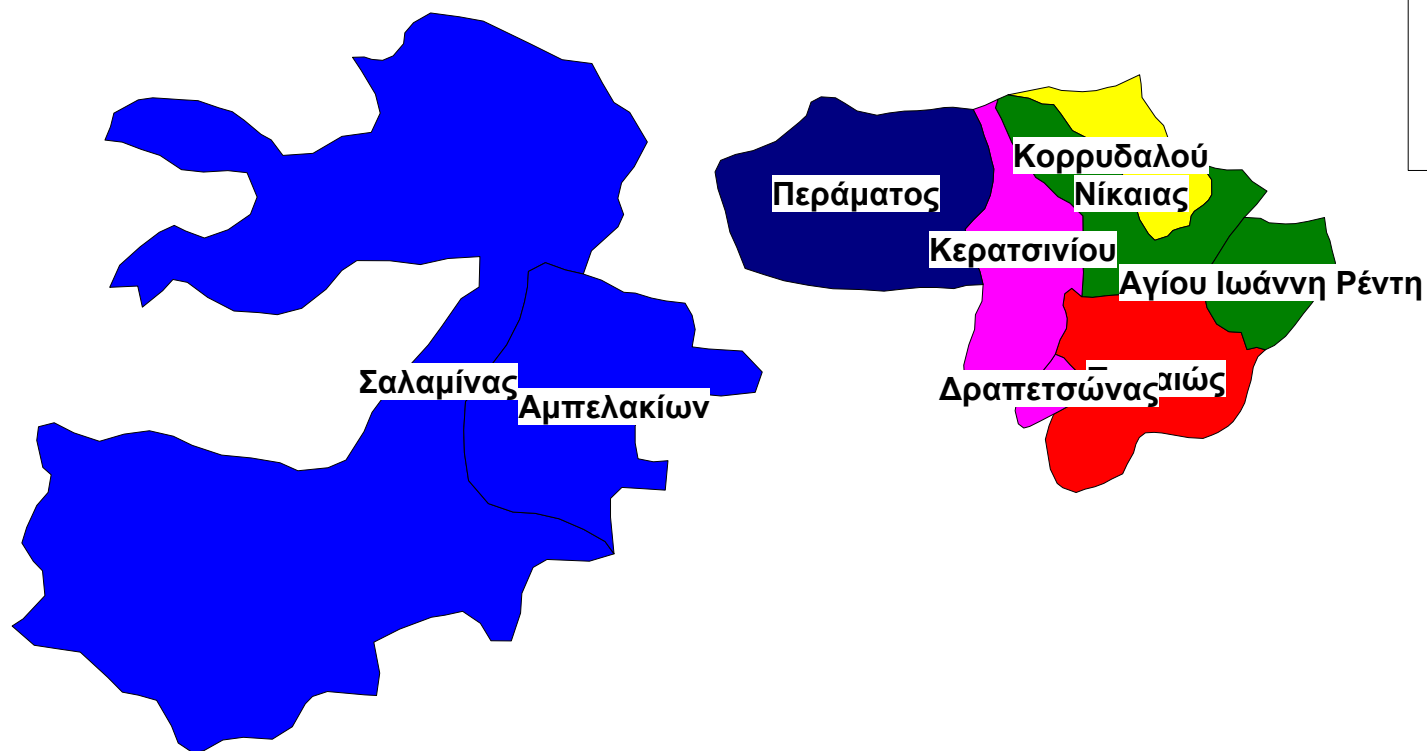 Κορρυδαλού
Περάματος
Νίκαιας
Κερατσινίου
Αγίου Ιωάννη Ρέντη
Σαλαμίνας
Δραπετσώνας
Αμπελακίων